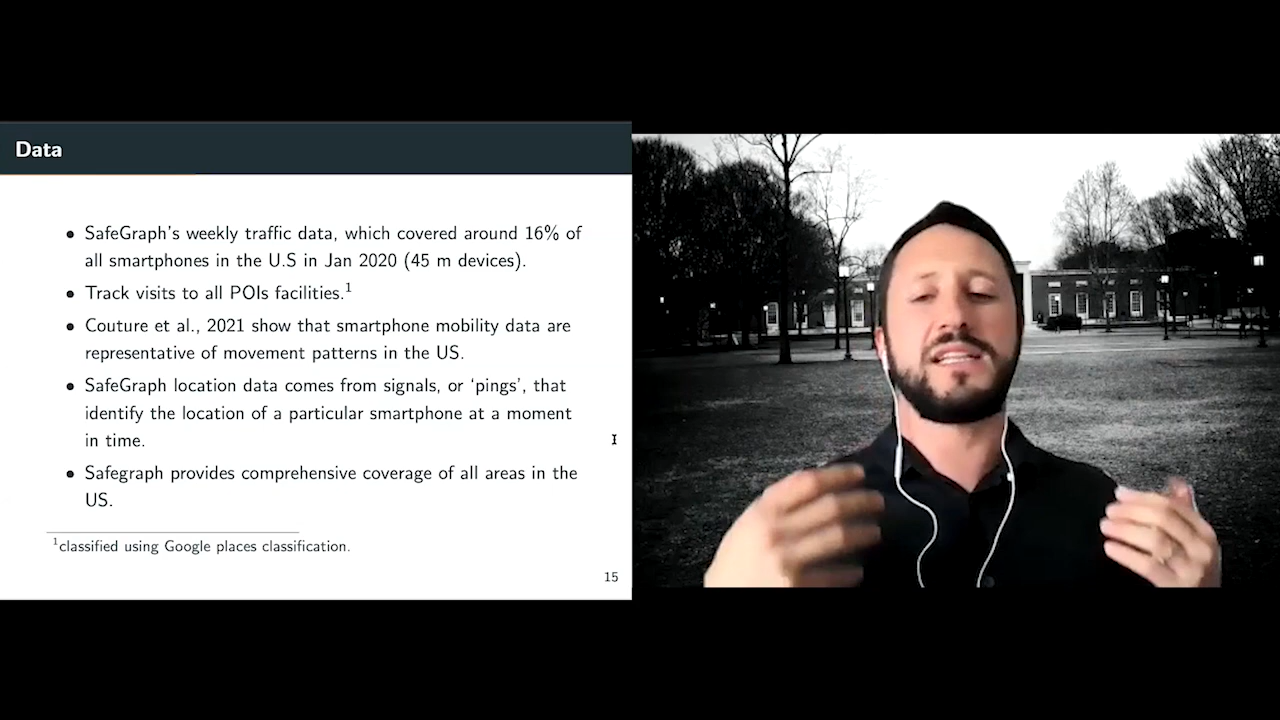 Data
• SafeGraph's weekly traffic data, which covered around 16% of
all smartphones in the U.S in Jan 2020 (45 m devices).
• Track visits to all POIs facilities.¹
• Couture et al., 2021 show that smartphone mobility data are
representative of movement patterns in the US.
• SafeGraph location data comes from signals, or ‘pings’, that
identify the location of a particular smartphone at a moment
in time.
• Safegraph provides comprehensive coverage of all areas in the
US.
¹classified using Google places classification.
15